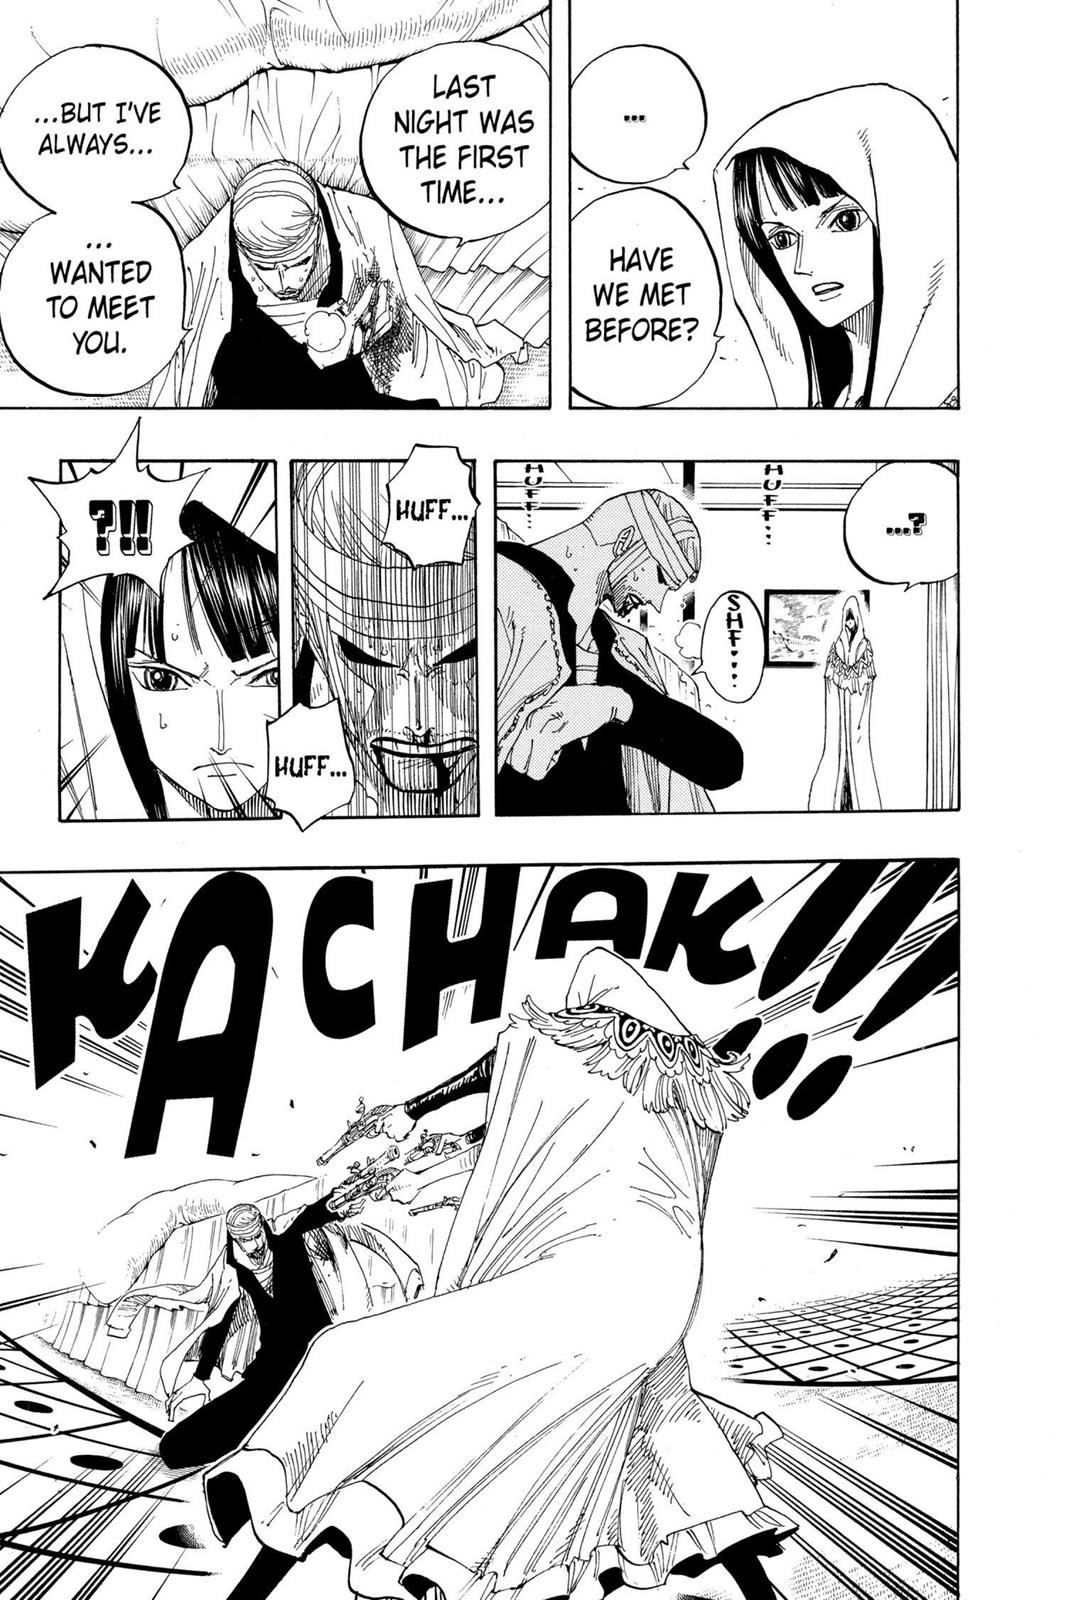 ...
HAVE
WE MET
BEFORE?
LAST
NIGHT WAS
THE FIRST
TIME...
...BUT I'VE
ALWAYS...
...
WANTED
TO MEET
YOU.
....?
HUFF...
HUFF...
SHF...
HUFF...
HUFF...
?!!
KACHAK!!!